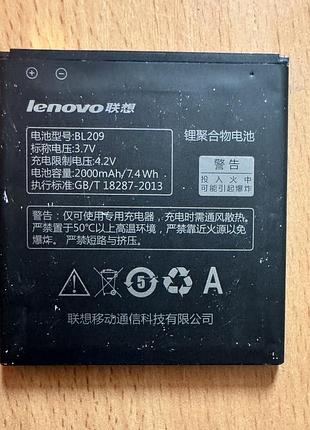 lenovo联想
电池型号:BL209
标称电压:3.7V
充电限制电压:4.2V
电池容量:2000mAh/7.4Wh
执行标准:GB/T 18287-2013
锂聚合物电池
警告
投入火中
可能引起爆炸
警告：仅可使用专用充电器，充电时需通风散热。
严禁置于50℃以上高温环境，严禁靠近火源以免
爆炸。严禁短路与挤压。
5
A
联想移动通信科技有限公司